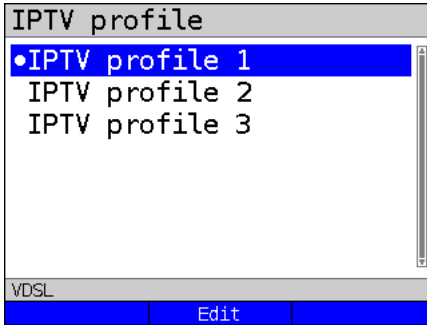 IPTV profile
•IPTV profile 1
IPTV profile 2
IPTV profile 3
VDSL
Edit